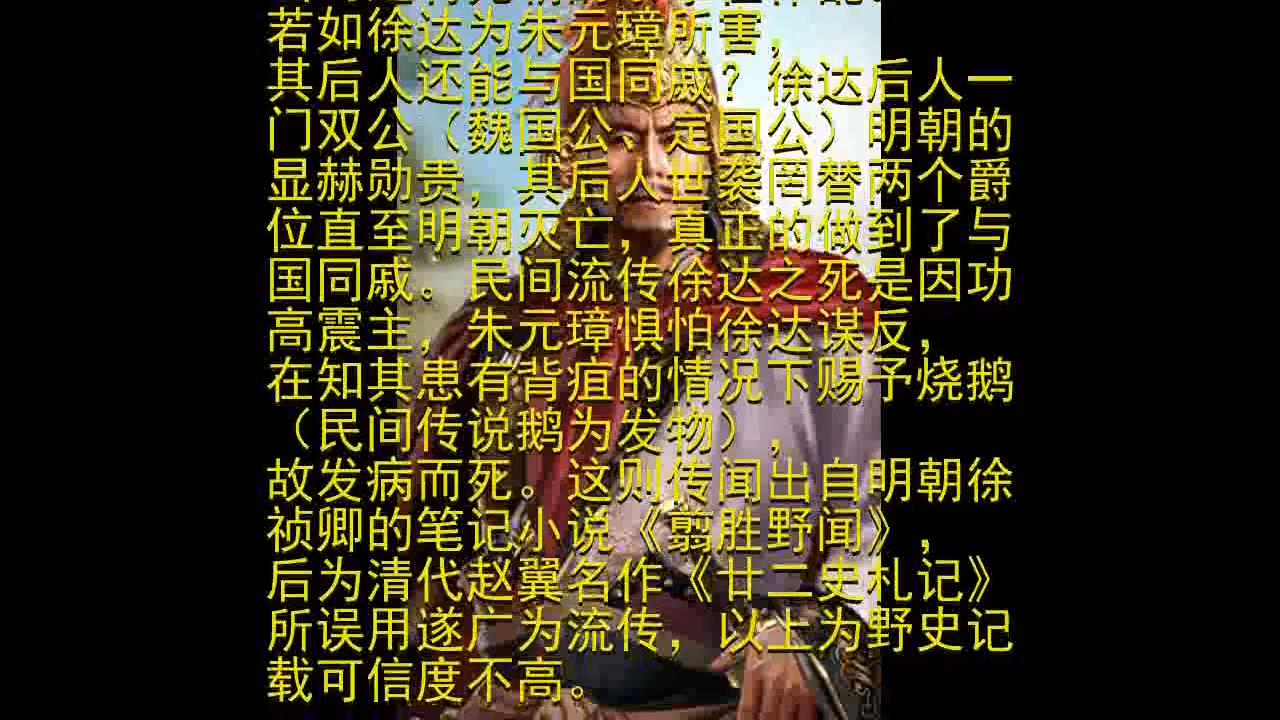 若如徐达为朱元璋所害，
其后人还能与国同戚？徐达后人一
门双公（魏国公、定国公）明朝的
显赫勋贵，其后人世袭罔替两个爵
位直至明朝灭亡，真正的做到了与
国同戚。民间流传徐达之死是因功
高震主，朱元璋惧怕徐达谋反，
在知其患有背疽的情况下赐予烧鹅
（民间传说鹅为发物），
故发病而死。这则传闻出自明朝徐
祯卿的笔记小说《翦胜野闻》，
后为清代赵翼名作《廿二史札记》
所误用遂广为流传，以上为野史记
载可信度不高。